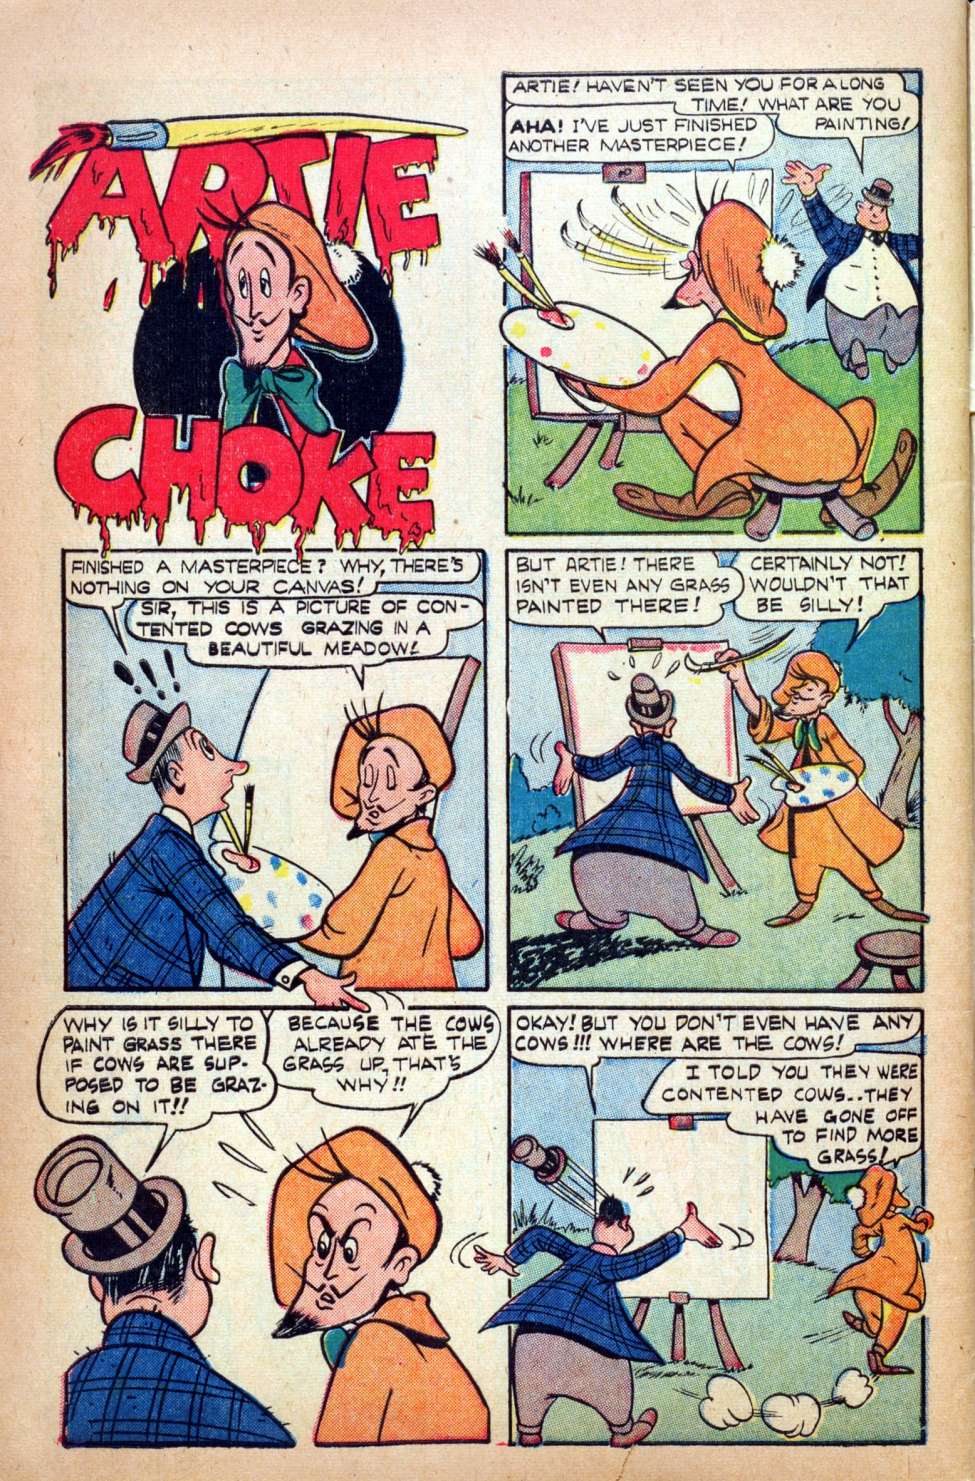 ARTIE
CHOKE
ARTIE! HAVEN'T SEEN YOU FOR A LONG
TIME! WHAT ARE YOU
PAINTING!
AHA! I'VE JUST FINISHED
ANOTHER MASTERPIECE!
FINISHED A MASTERPIECE? WHY, THERE'S
NOTHING ON YOUR CANVAS!
SIR, THIS IS A PICTURE OF CON-
TENTED COWS GRAZING IN A
BEAUTIFUL MEADOW!
BUT ARTIE! THERE
ISN'T EVEN ANY GRASS
PAINTED THERE!
CERTAINLY NOT!
WOULDN'T THAT
BE SILLY!
WHY IS IT SILLY TO
PAINT GRASS THERE
IF COWS ARE SUP-
POSED TO BE GRAZ-
ING ON IT!!
BECAUSE THE COWS
ALREADY ATE THE
GRASS UP, THAT'S
WHY!!
OKAY! BUT YOU DON'T EVEN HAVE ANY
COWS!!! WHERE ARE THE COWS!
I TOLD YOU THEY WERE
CONTENTED COWS..THEY
HAVE GONE OFF
TO FIND MORE
GRASS!